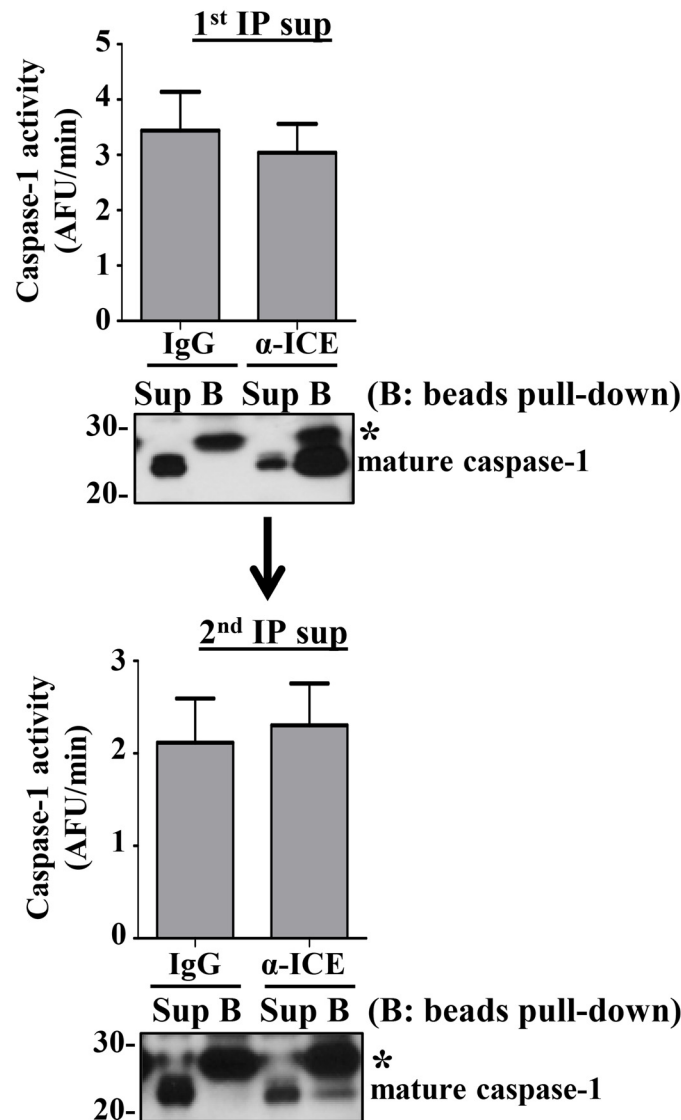 1st IP sup
Caspase-1 activity
(AFU/min)
5
4
3
2
1
0
IgG α-ICE
Sup B Sup B (B: beads pull-down)
30- *
mature caspase-1
20-
2nd IP sup
Caspase-1 activity
(AFU/min)
3
2
1
0
IgG α-ICE
Sup B Sup B (B: beads pull-down)
30- *
mature caspase-1
20-